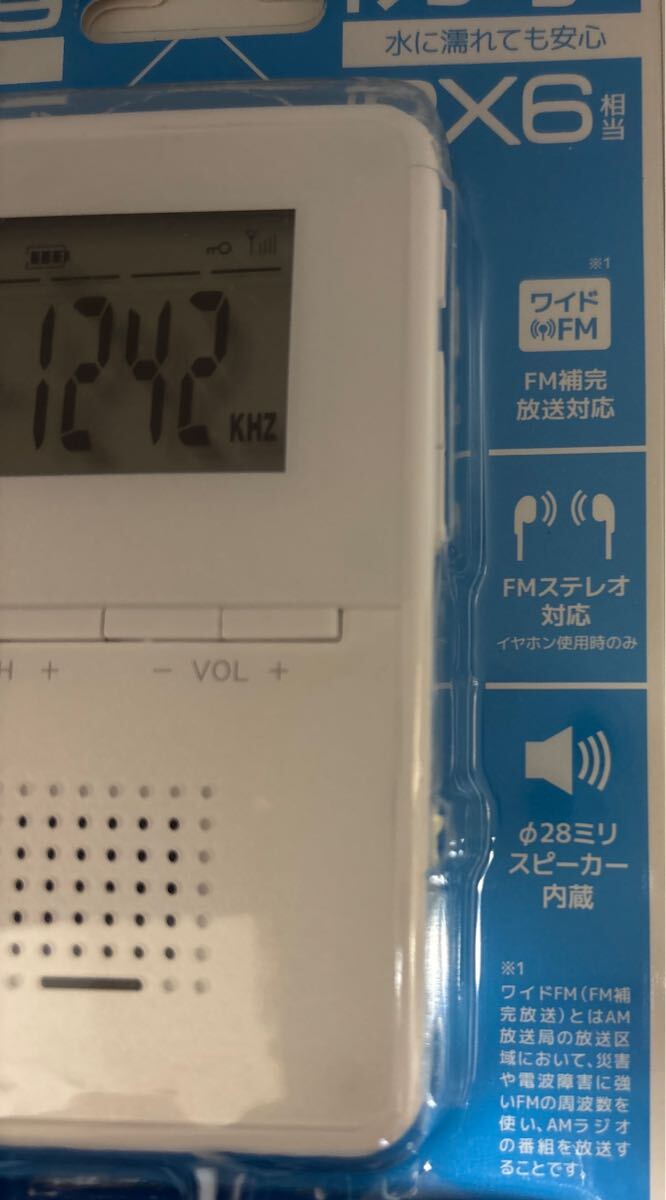 水に濡れても安心
PX6相当
1242
KHZ
※1
ワイド
FM
FM補完
放送対応
FMステレオ
対応
イヤホン使用時のみ
H + − VOL +
φ28ミリ
スピーカー
内蔵
※1
ワイドFM(FM補
完放送)とはAM
放送局の放送区
域において、災害
や電波障害に強
いFMの周波数を
使い、AMラジオ
の番組を放送す
ることです。